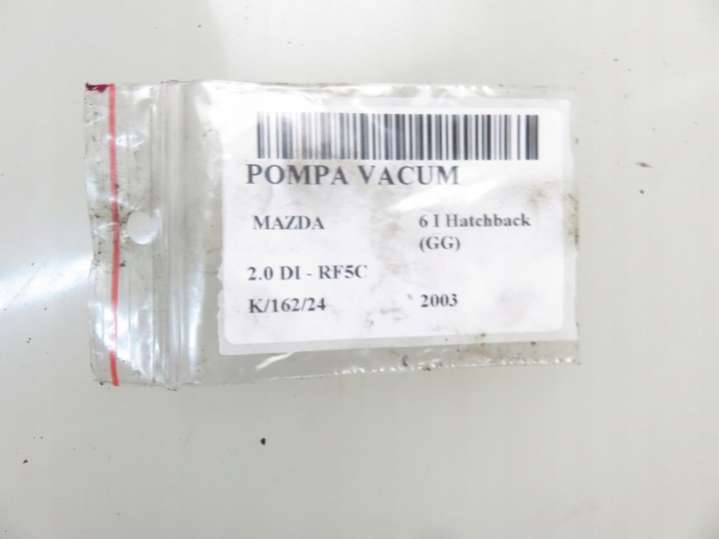 POMPA VACUM
MAZDA 6 I Hatchback
(GG)
2.0 DI - RF5C
K/162/24 2003